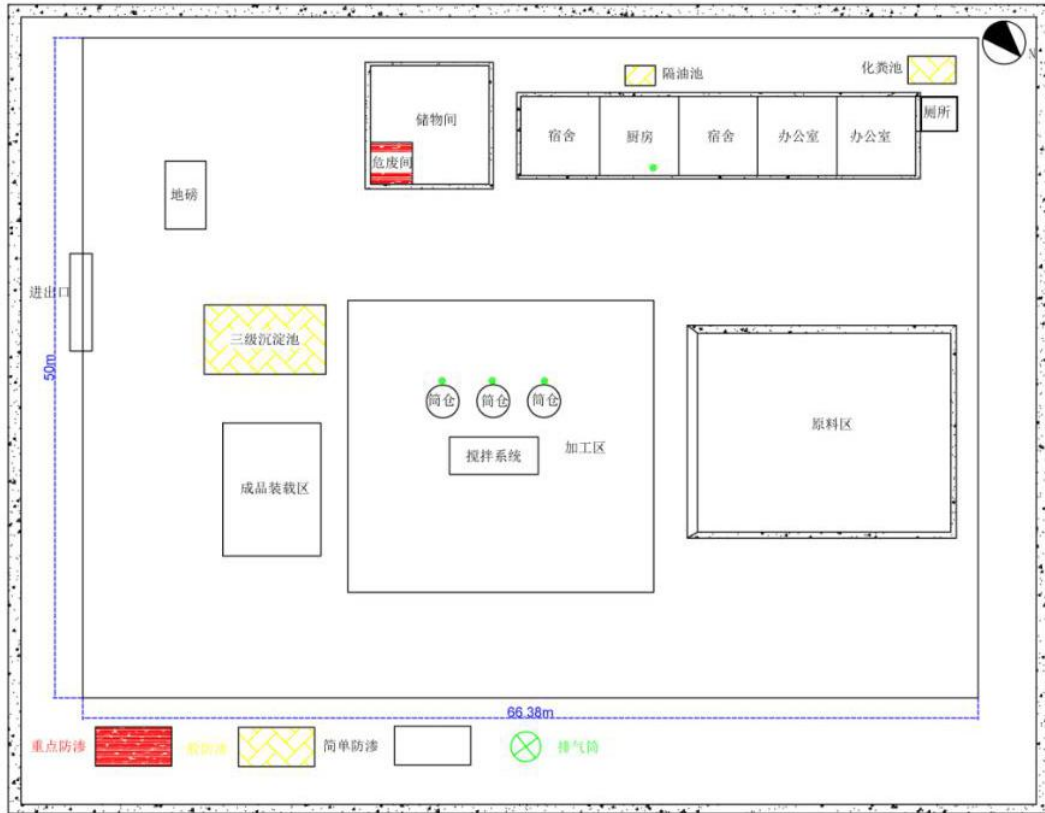 N
隔油池
化粪池
储物间
危废间
宿舍
厨房
宿舍
办公室
办公室
厕所
地磅
进出口
50m
三级沉淀池
筒仓
筒仓
筒仓
搅拌系统
加工区
原料区
成品装载区
66.38m
重点防渗
一般防渗
简单防渗
排气筒